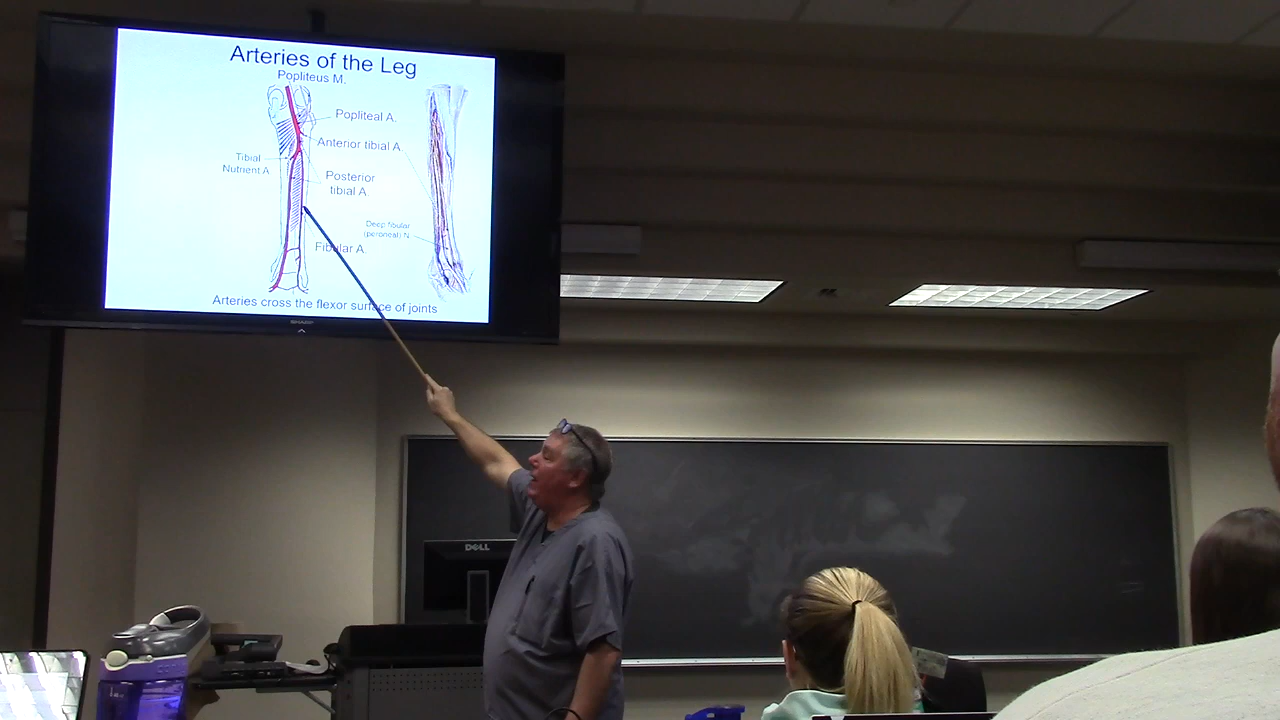 Arteries of the Leg
Popliteus M.
Popliteal A.
Anterior tibial A.
Tibial
Nutrient A
Posterior
tibial A.
Deep fibular
(peroneal) N.
Fibular A.
Arteries cross the flexor surface of joints
SHARP
DELL